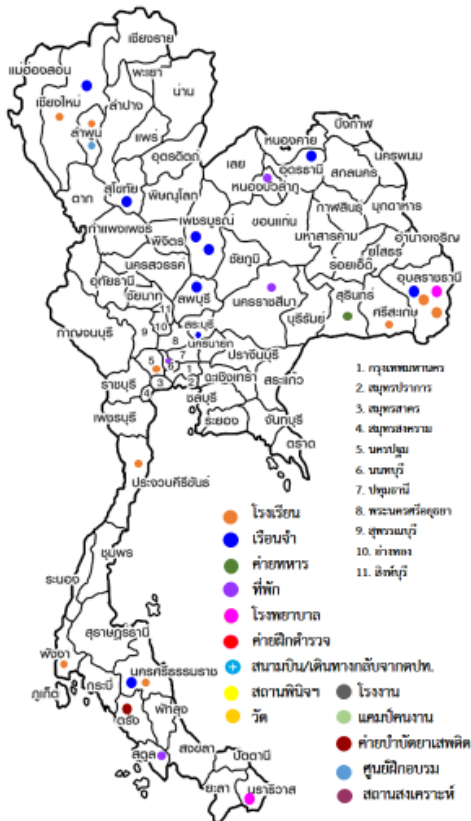 เชียงราย
แม่ฮ่องสอน
พะเยา
น่าน
เชียงใหม่
ลำปาง
ลำพูน
แพร่
อุตรดิตถ์
ตาก
สุโขทัย
พิษณุโลก
กำแพงเพชร
พิจิตร
เพชรบูรณ์
นครสวรรค์
อุทัยธานี
ชัยนาท
ลพบุรี
สระบุรี
นครนายก
กาญจนบุรี
ราชบุรี
เพชรบุรี
ประจวบคีรีขันธ์
บึงกาฬ
หนองคาย
เลย
อุดรธานี
นครพนม
สกลนคร
หนองบัวลำภู
ขอนแก่น
กาฬสินธุ์
มุกดาหาร
มหาสารคาม
อำนาจเจริญ
ยโสธร
ร้อยเอ็ด
ชัยภูมิ
อุบลราชธานี
นครราชสีมา
สุรินทร์
บุรีรัมย์
ศรีสะเกษ
ปราจีนบุรี
ฉะเชิงเทรา
สระแก้ว
ชลบุรี
ระยอง
จันทบุรี
ตราด
11
10
9
8
7
5
6
1
3
2
4
1. กรุงเทพมหานคร
2. สมุทรปราการ
3. สมุทรสาคร
4. สมุทรสงคราม
5. นครปฐม
6. นนทบุรี
7. ปทุมธานี
8. พระนครศรีอยุธยา
9. สุพรรณบุรี
10. อ่างทอง
11. สิงห์บุรี
ชุมพร
ระนอง
สุราษฎร์ธานี
พังงา
ภูเก็ต
กระบี่
นครศรีธรรมราช
ตรัง
พัทลุง
สตูล
สงขลา
ปัตตานี
ยะลา
นราธิวาส
โรงเรียน
เรือนจำ
ค่ายทหาร
ที่พัก
โรงพยาบาล
ค่ายฝึกตำรวจ
สนามบิน/เดินทางกลับจากตปท.
สถานพินิจฯ
วัด
โรงงาน
แคมป์คนงาน
ค่ายบำบัดยาเสพติด
ศูนย์ฝึกอบรม
สถานสงเคราะห์